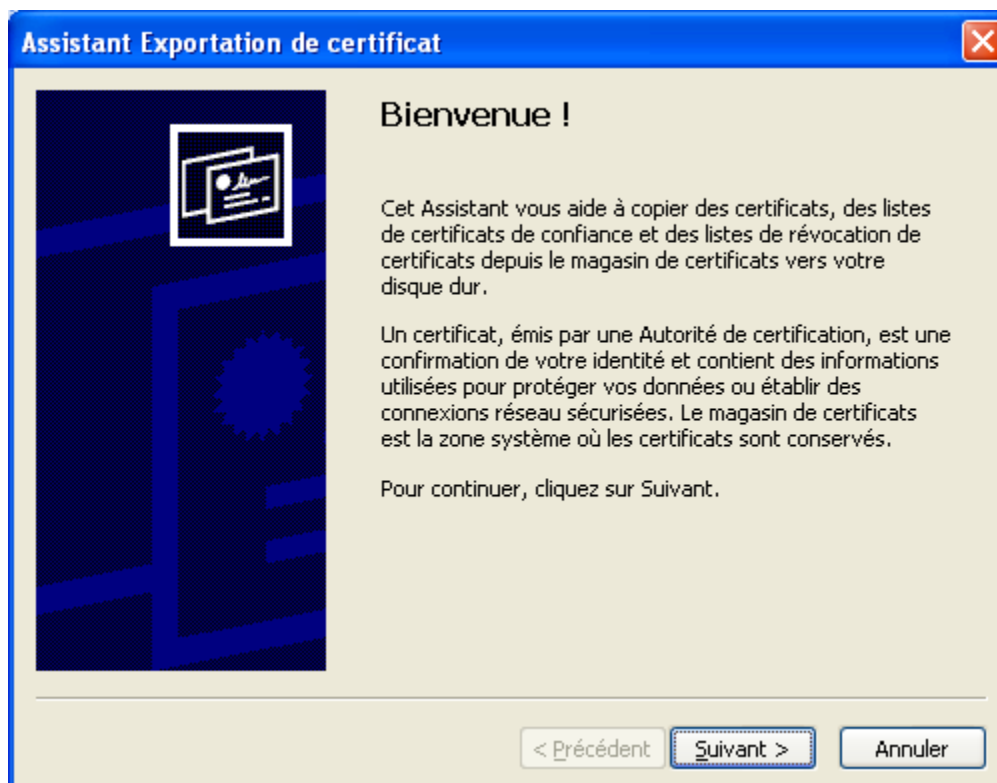 Assistant Exportation de certificat
Bienvenue !
Cet Assistant vous aide à copier des certificats, des listes
de certificats de confiance et des listes de révocation de
certificats depuis le magasin de certificats vers votre
disque dur.
Un certificat, émis par une Autorité de certification, est une
confirmation de votre identité et contient des informations
utilisées pour protéger vos données ou établir des
connexions réseau sécurisées. Le magasin de certificats
est la zone système où les certificats sont conservés.
Pour continuer, cliquez sur Suivant.
< Précédent
Suivant >
Annuler